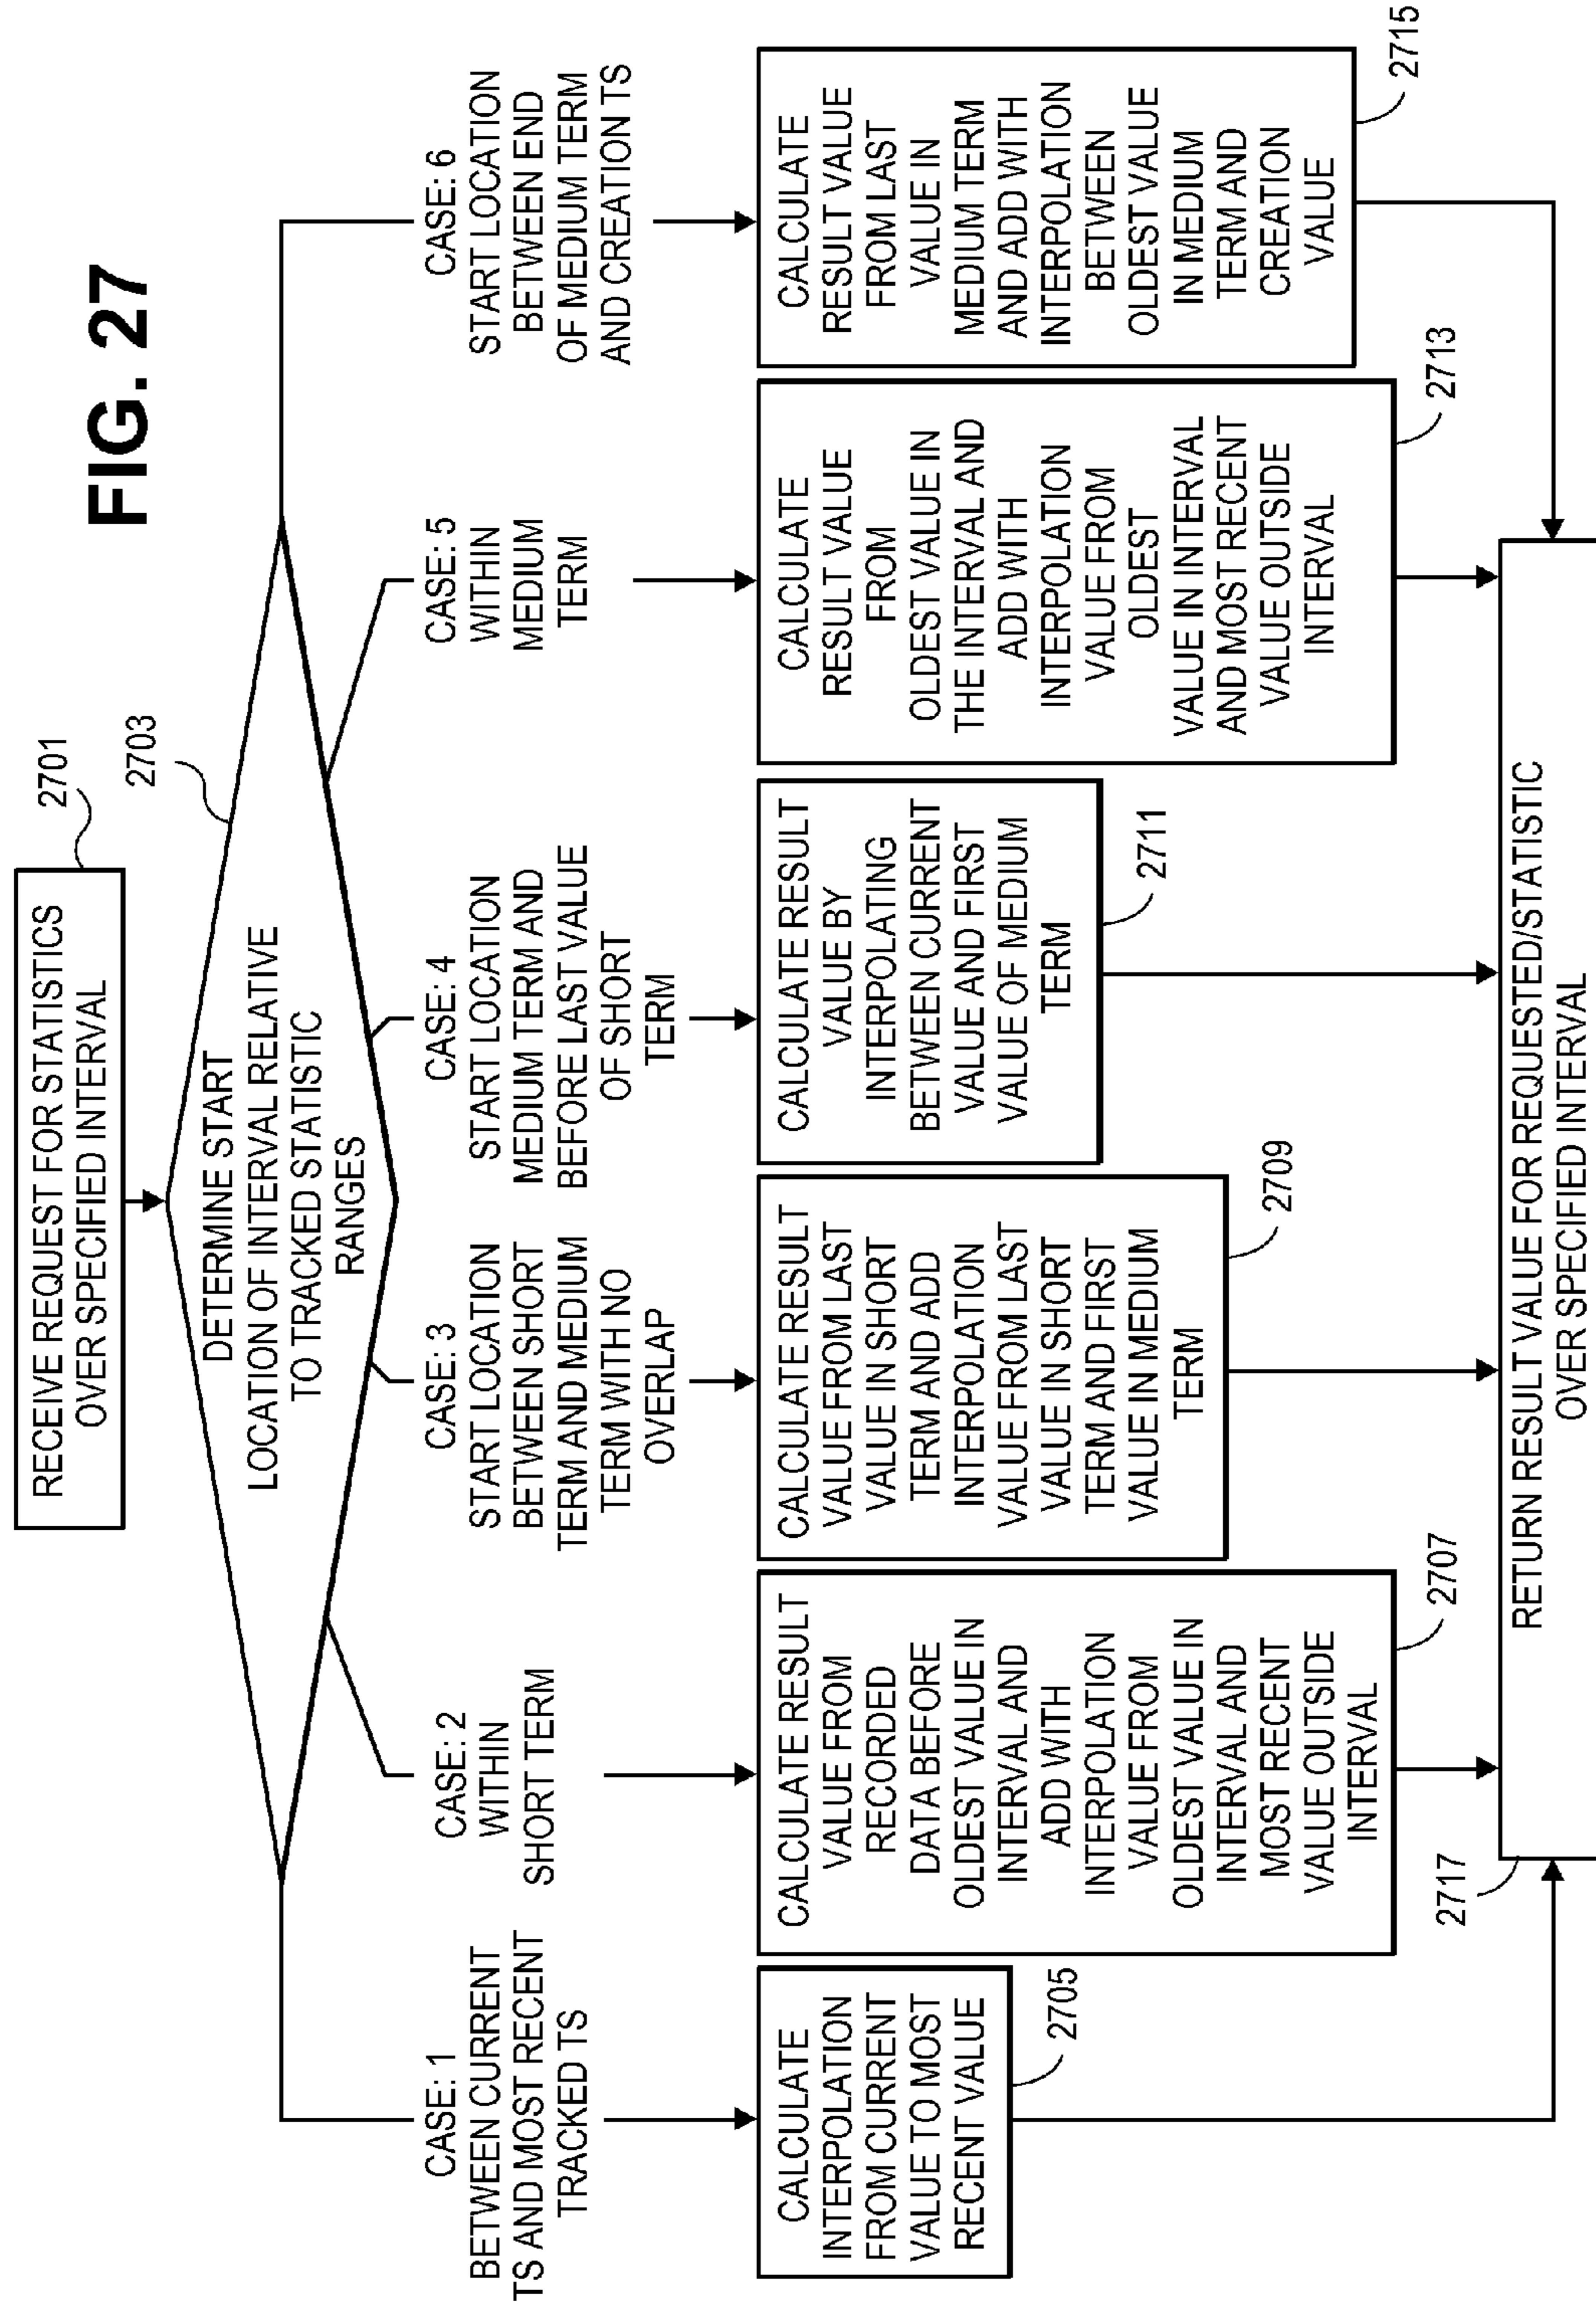 FIG. 27
RECEIVE REQUEST FOR STATISTICS
OVER SPECIFIED INTERVAL
2701
DETERMINE START
LOCATION OF INTERVAL RELATIVE
TO TRACKED STATISTIC
RANGES
2703
CASE: 1
BETWEEN CURRENT
TS AND MOST RECENT
TRACKED TS
CALCULATE
INTERPOLATION
FROM CURRENT
VALUE TO MOST
RECENT VALUE
2705
CASE: 2
WITHIN
SHORT TERM
CALCULATE RESULT
VALUE FROM
RECORDED
DATA BEFORE
OLDEST VALUE IN
INTERVAL AND
ADD WITH
INTERPOLATION
VALUE FROM
OLDEST VALUE IN
INTERVAL AND
MOST RECENT
VALUE OUTSIDE
INTERVAL
2707
CASE: 3
START LOCATION
BETWEEN SHORT
TERM AND MEDIUM
TERM WITH NO
OVERLAP
CALCULATE RESULT
VALUE FROM LAST
VALUE IN SHORT
TERM AND ADD
INTERPOLATION
VALUE FROM LAST
VALUE IN SHORT
TERM AND FIRST
VALUE IN MEDIUM
TERM
2709
CASE: 4
START LOCATION
MEDIUM TERM AND
BEFORE LAST VALUE
OF SHORT
TERM
CALCULATE RESULT
VALUE BY
INTERPOLATING
BETWEEN CURRENT
VALUE AND FIRST
VALUE OF MEDIUM
TERM
2711
CASE: 5
WITHIN
MEDIUM
TERM
CALCULATE
RESULT VALUE
FROM
OLDEST VALUE IN
THE INTERVAL AND
ADD WITH
INTERPOLATION
VALUE FROM
OLDEST
VALUE IN INTERVAL
AND MOST RECENT
VALUE OUTSIDE
INTERVAL
2713
CASE: 6
START LOCATION
BETWEEN END
OF MEDIUM TERM
AND CREATION TS
CALCULATE
RESULT VALUE
FROM LAST
VALUE IN
MEDIUM TERM
AND ADD WITH
INTERPOLATION
BETWEEN
OLDEST VALUE
IN MEDIUM
TERM AND
CREATION
VALUE
2715
2717
RETURN RESULT VALUE FOR REQUESTED/STATISTIC
OVER SPECIFIED INTERVAL